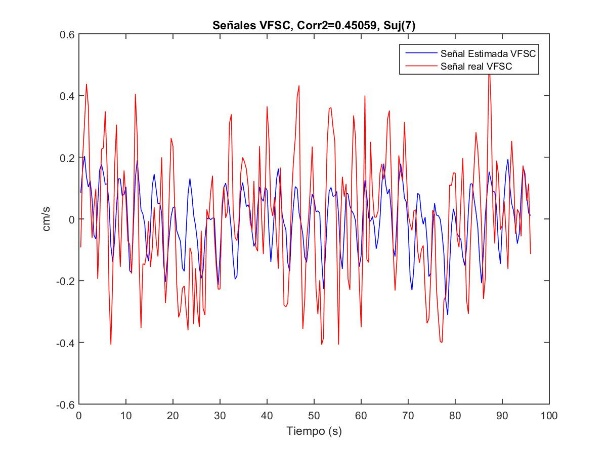 Señales VFSC, Corr2=0.45059, Suj(7)
Señal Estimada VFSC
Señal real VFSC
0.6
0.4
0.2
0
-0.2
-0.4
-0.6
cm/s
0 10 20 30 40 50 60 70 80 90 100
Tiempo (s)